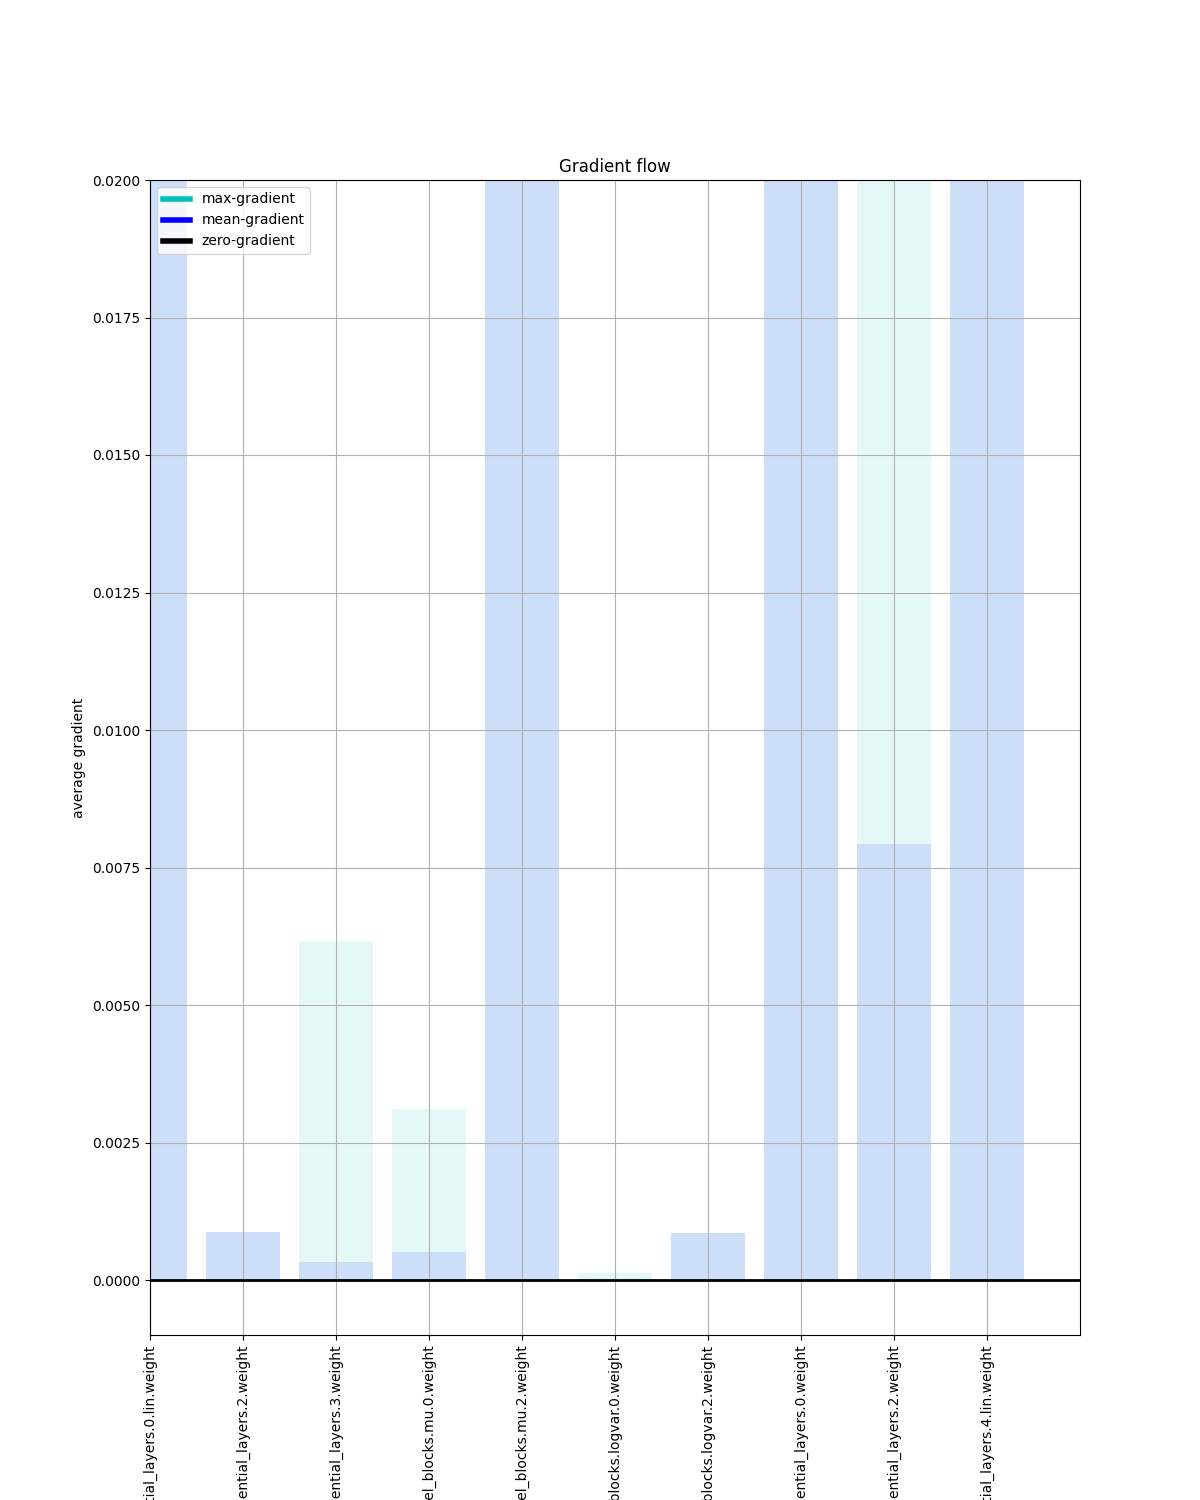 Gradient flow
max-gradient
mean-gradient
zero-gradient
average gradient
0.0200
0.0175
0.0150
0.0125
0.0100
0.0075
0.0050
0.0025
0.0000
tial_layers.0.lin.weight
ential_layers.2.weight
ential_layers.3.weight
el_blocks.mu.0.weight
el_blocks.mu.2.weight
blocks.logvar.0.weight
blocks.logvar.2.weight
ential_layers.0.weight
ential_layers.2.weight
tial_layers.4.lin.weight